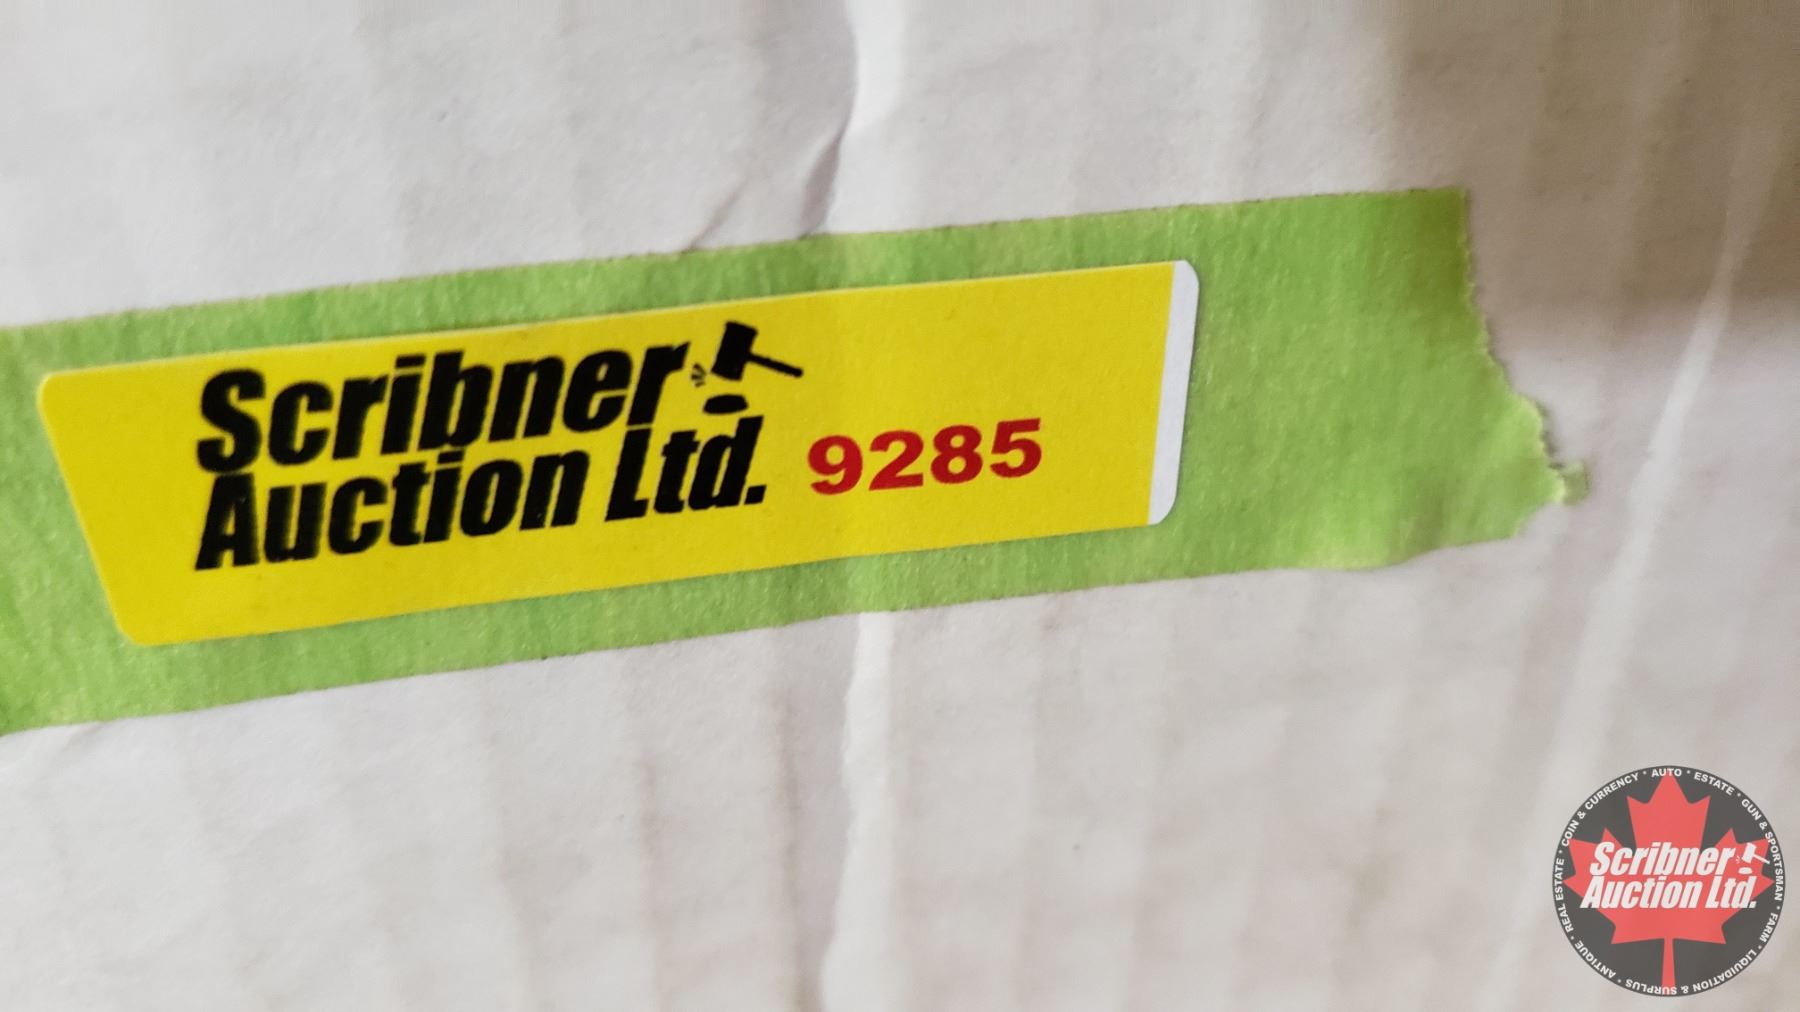 Scribner
Auction Ltd. 9285
COIN & CURRENCY * AUTO * ESTATE * GUN & SPORTSMAN * FARM * LIQUIDATION & SURPLUS * ANTIQUE * REAL ESTATE *
Scribner
Auction Ltd.